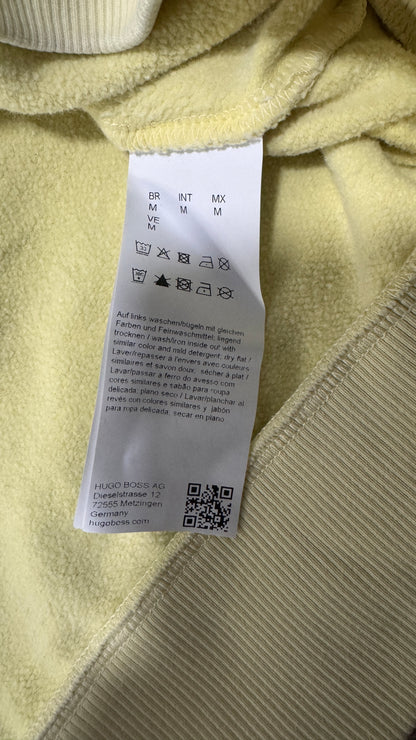 BR INT MX
M M M
VE
M
Auf links waschen/bügeln mit gleichen
Farben und Feinwaschmittel; liegend
trocknen / wash/iron inside out with
similar color and mild detergent; dry flat /
Laver/repasser à l'envers avec couleurs
similaires et savon doux, sécher à plat /
Lavar/passar a ferro do avesso com
cores similares e sabão para roupa
delicada; plano seco / Lavar/planchar al
revés con colores similares y jabón
para ropa delicada; secar en plano
HUGO BOSS AG
Dieselstrasse 12
72555 Metzingen
Germany
hugoboss.com